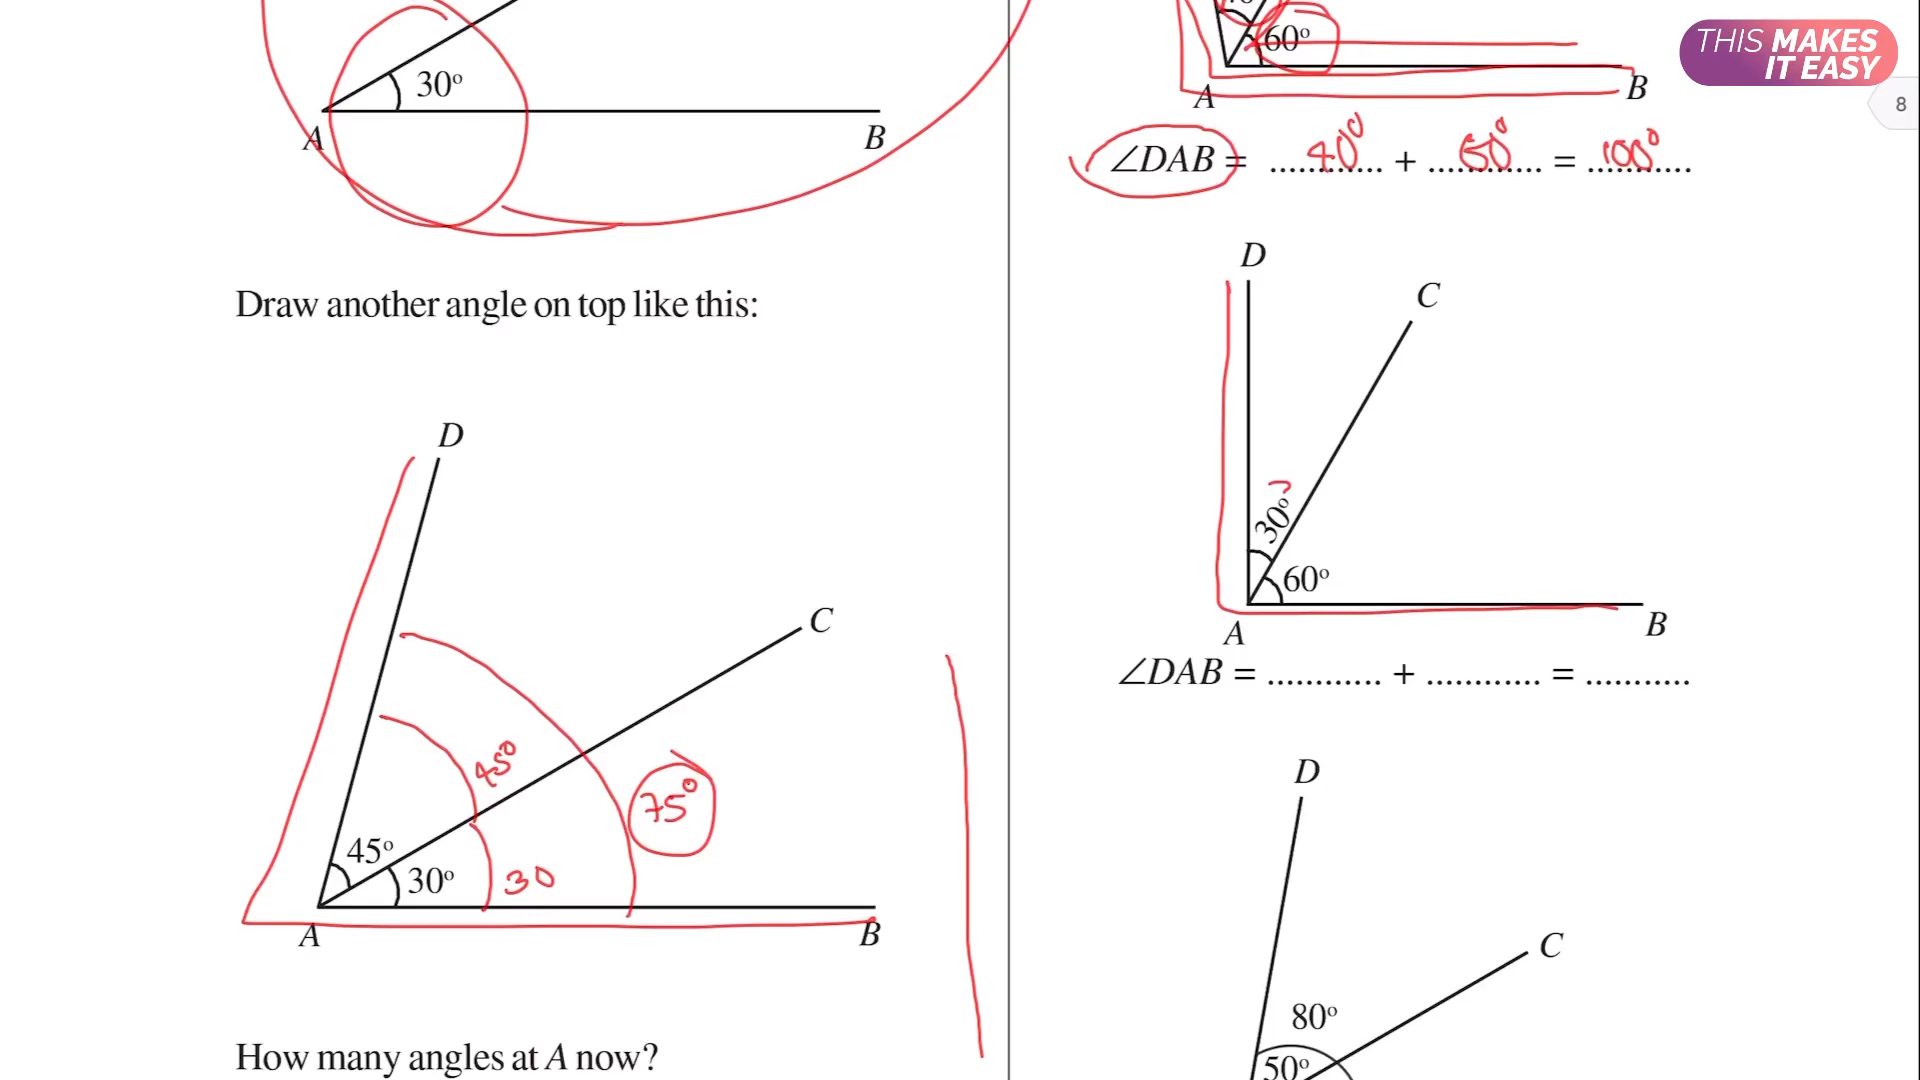 THIS MAKES
IT EASY
8
30°
A
B
Draw another angle on top like this:
D
C
45°
75°
45°
30°
30
A
B
How many angles at A now?
60°
A
B
∠DAB = ............ + ............ = ...........
40°
60°
100°
D
C
30°
60°
A
B
∠DAB = ............ + ............ = ...........
D
C
80°
50°